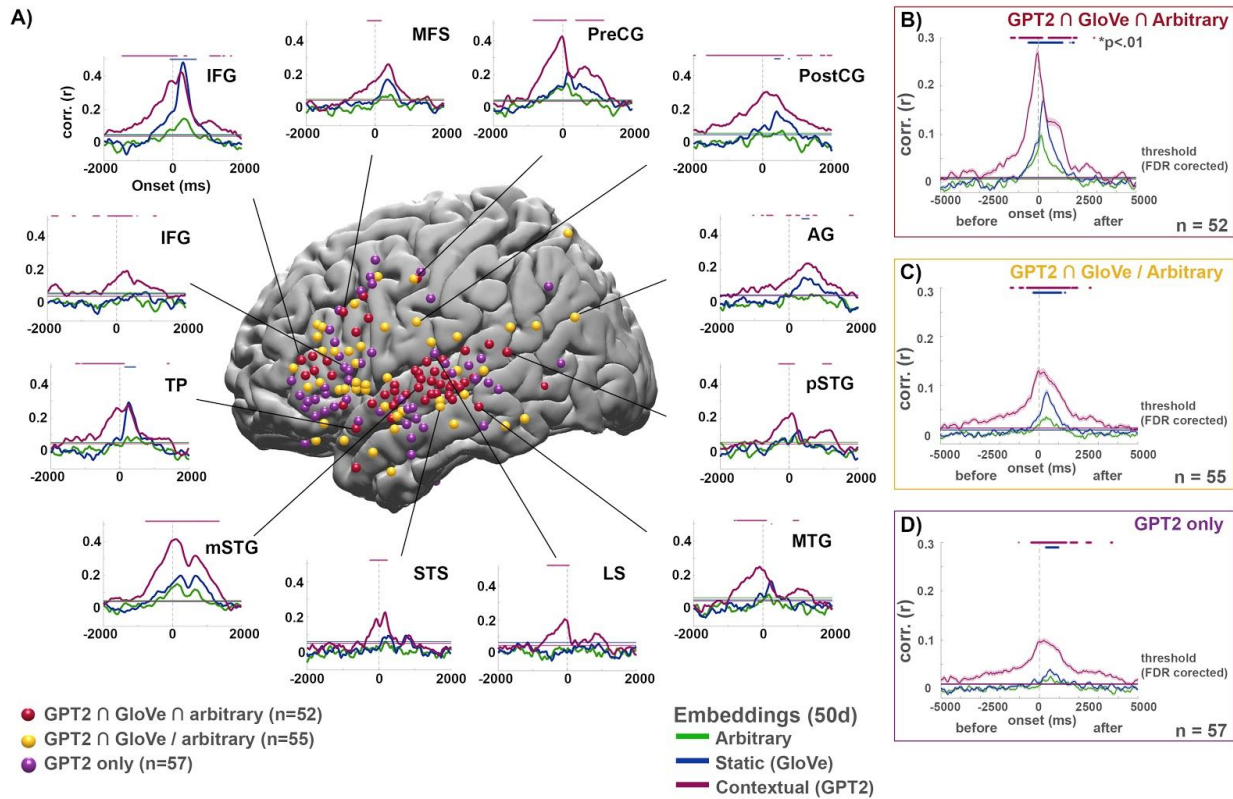 A)
IFG
corr. (r)
0.4
0.2
0
-2000 0 2000
Onset (ms)
MFS
0.4
0.2
0
-2000 0 2000
PreCG
0.4
0.2
0
-2000 0 2000
PostCG
0.4
0.2
0
-2000 0 2000
IFG
0.4
0.2
0
-2000 0 2000
AG
0.4
0.2
0
-2000 0 2000
TP
0.4
0.2
0
-2000 0 2000
pSTG
0.4
0.2
0
-2000 0 2000
mSTG
0.4
0.2
0
-2000 0 2000
STS
0.4
0.2
0
-2000 0 2000
LS
0.4
0.2
0
-2000 0 2000
MTG
0.4
0.2
0
-2000 0 2000
GPT2 ∩ GloVe ∩ arbitrary (n=52)
GPT2 ∩ GloVe / arbitrary (n=55)
GPT2 only (n=57)
Embeddings (50d)
Arbitrary
Static (GloVe)
Contextual (GPT2)
B)
GPT2 ∩ GloVe ∩ Arbitrary
*p<.01
corr. (r)
0.3
0.2
0.1
0
threshold
(FDR corected)
-5000 -2500 0 2500 5000
before onset (ms) after
n = 52
C)
GPT2 ∩ GloVe / Arbitrary
corr. (r)
0.3
0.2
0.1
0
threshold
(FDR corected)
-5000 -2500 0 2500 5000
before onset (ms) after
n = 55
D)
GPT2 only
corr. (r)
0.3
0.1
0
threshold
(FDR corected)
-5000 -2500 0 2500 5000
before onset (ms) after
n = 57